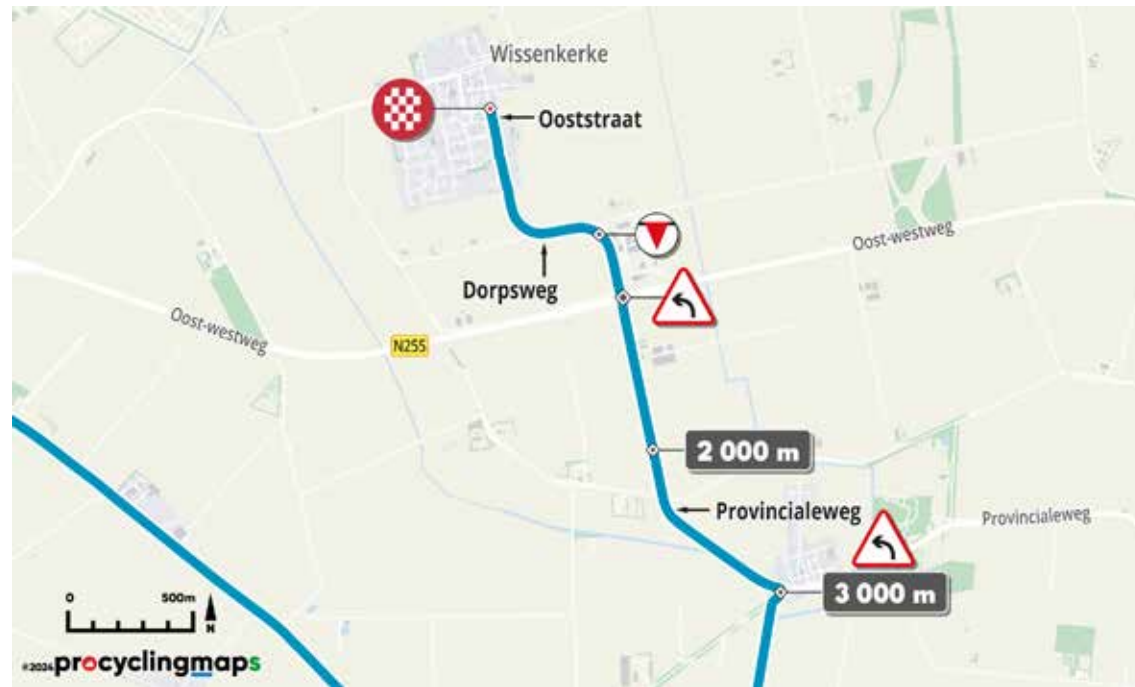 Wissenkerke
Ooststraat
Oost-westweg
Dorpsweg
Oost-westweg
N255
2 000 m
Provincialeweg
Provincialeweg
3 000 m
0 500m
N
©2024 procyclingmaps